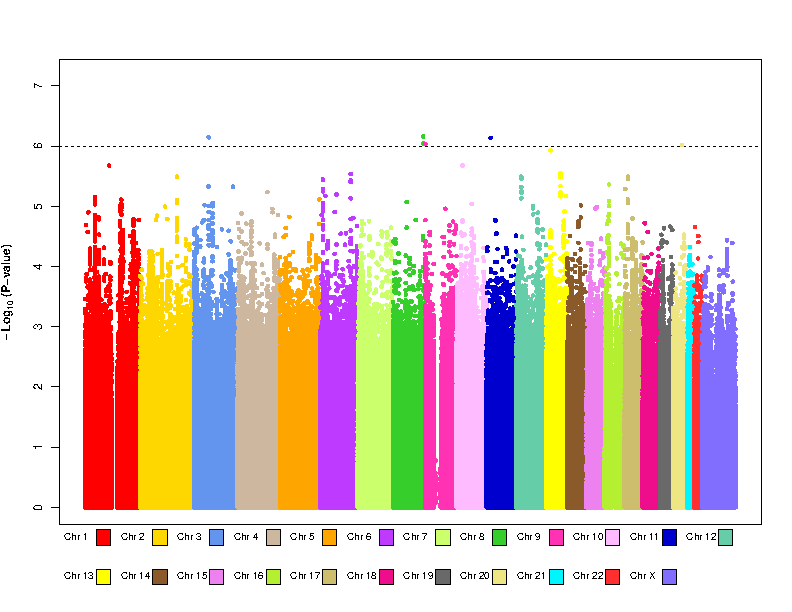 7
6
5
4
3
2
1
0
−Log10 (P−value)
Chr 1 Chr 2 Chr 3 Chr 4 Chr 5 Chr 6 Chr 7 Chr 8 Chr 9 Chr 10 Chr 11 Chr 12
Chr 13 Chr 14 Chr 15 Chr 16 Chr 17 Chr 18 Chr 19 Chr 20 Chr 21 Chr 22 Chr X